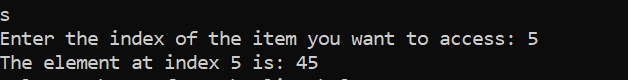 s
Enter the index of the item you want to access: 5
The element at index 5 is: 45